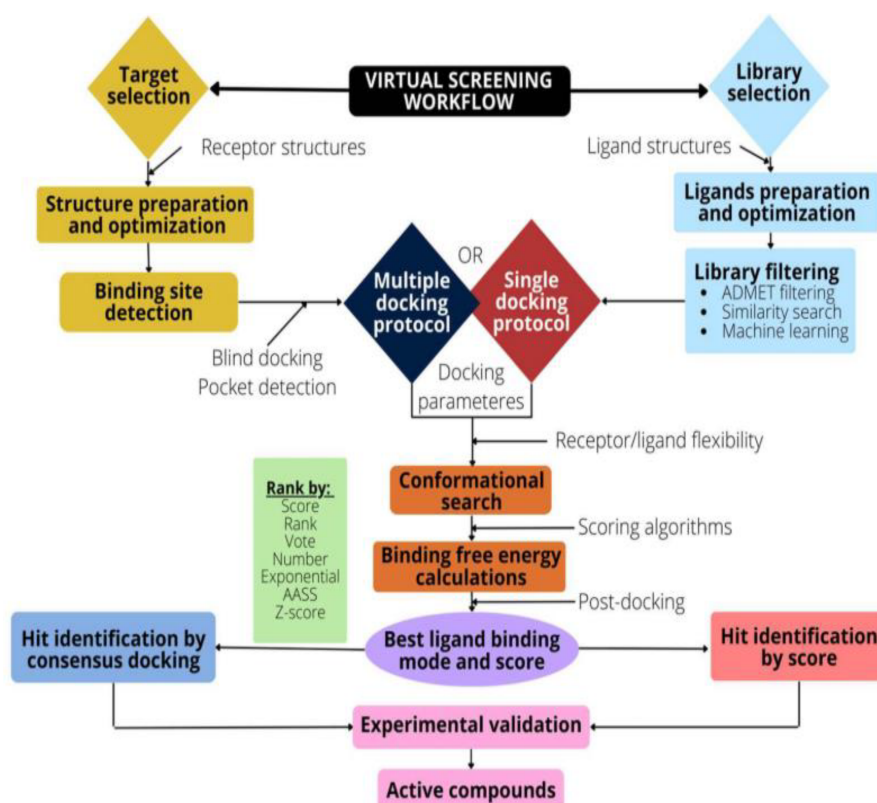 Target
selection
VIRTUAL SCREENING
WORKFLOW
Library
selection
Receptor structures
Ligand structures
Structure preparation
and optimization
Ligands preparation
and optimization
Binding site
detection
Multiple
docking
protocol
OR
Single
docking
protocol
Library filtering
• ADMET filtering
• Similarity search
• Machine learning
Blind docking
Pocket detection
Docking
parameteres
Receptor/ligand flexibility
Conformational
search
Rank by:
Score
Rank
Vote
Number
Exponential
AASS
Z-score
Scoring algorithms
Binding free energy
calculations
Post-docking
Hit identification by
consensus docking
Best ligand binding
mode and score
Hit identification
by score
Experimental validation
Active compounds